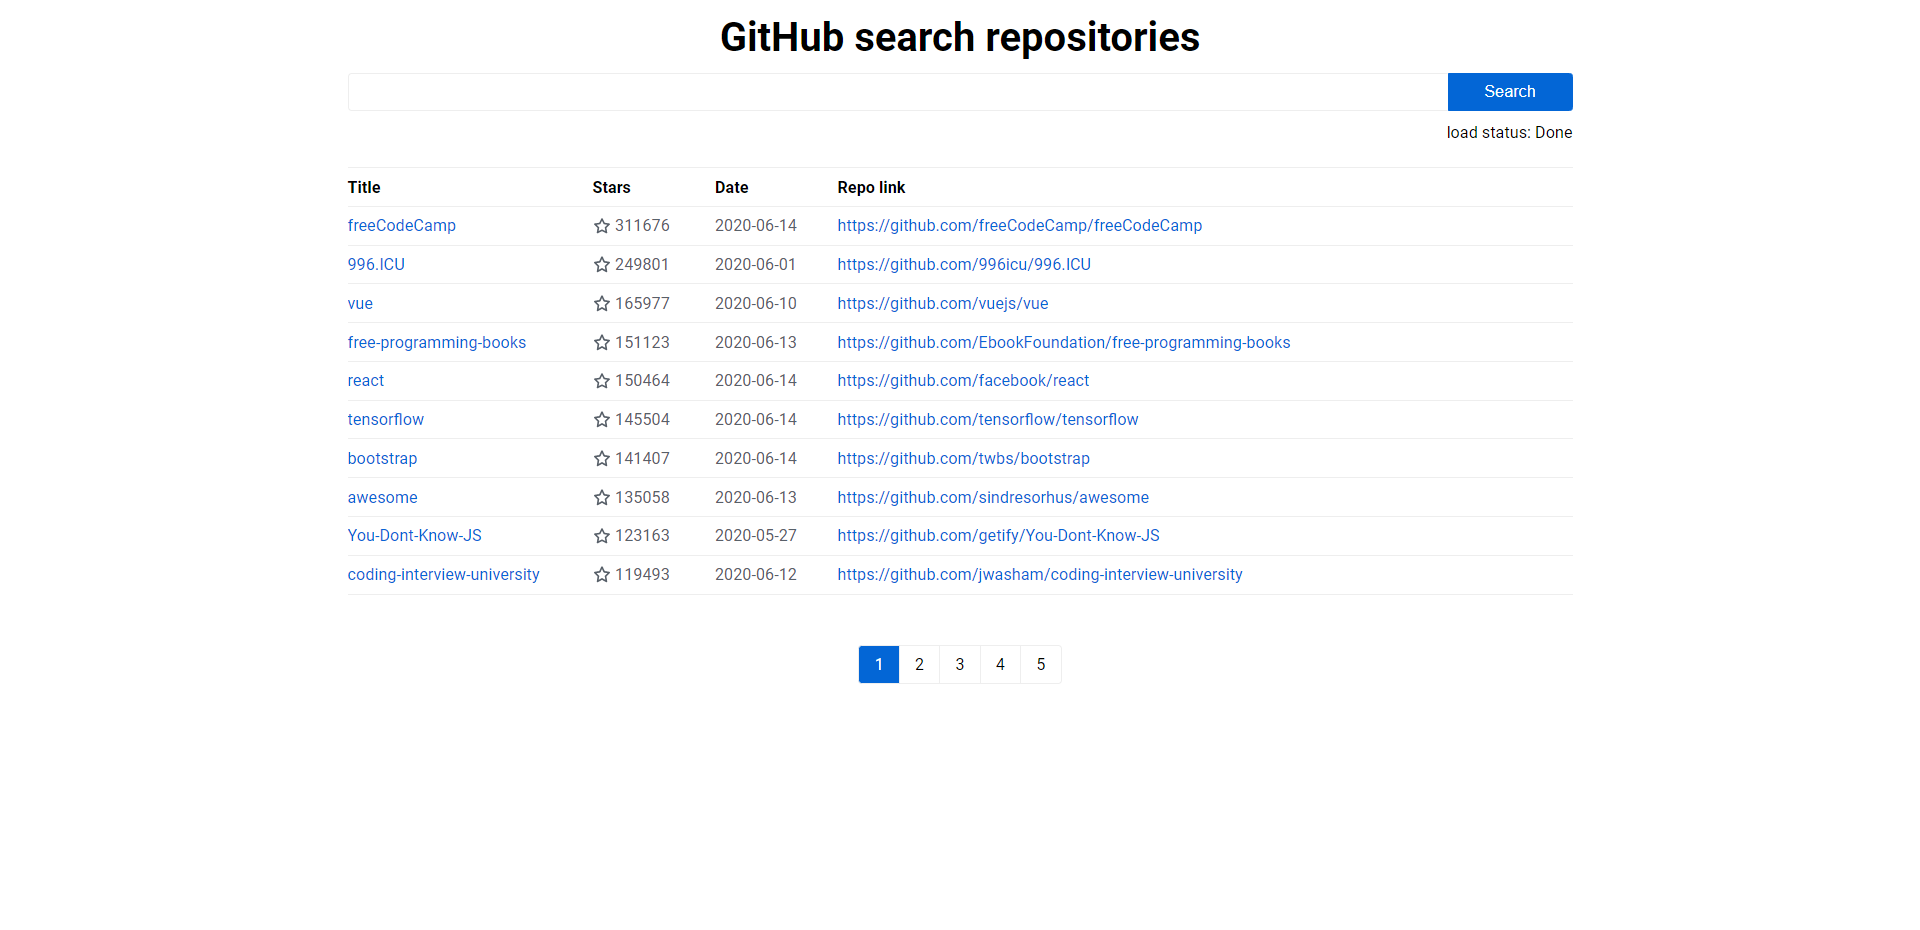 GitHub search repositories
Search
load status: Done
Title Stars Date Repo link
freeCodeCamp 311676 2020-06-14 https://github.com/freeCodeCamp/freeCodeCamp
996.ICU 249801 2020-06-01 https://github.com/996icu/996.ICU
vue 165977 2020-06-10 https://github.com/vuejs/vue
free-programming-books 151123 2020-06-13 https://github.com/EbookFoundation/free-programming-books
react 150464 2020-06-14 https://github.com/facebook/react
tensorflow 145504 2020-06-14 https://github.com/tensorflow/tensorflow
bootstrap 141407 2020-06-14 https://github.com/twbs/bootstrap
awesome 135058 2020-06-13 https://github.com/sindresorhus/awesome
You-Dont-Know-JS 123163 2020-05-27 https://github.com/getify/You-Dont-Know-JS
coding-interview-university 119493 2020-06-12 https://github.com/jwasham/coding-interview-university
1 2 3 4 5